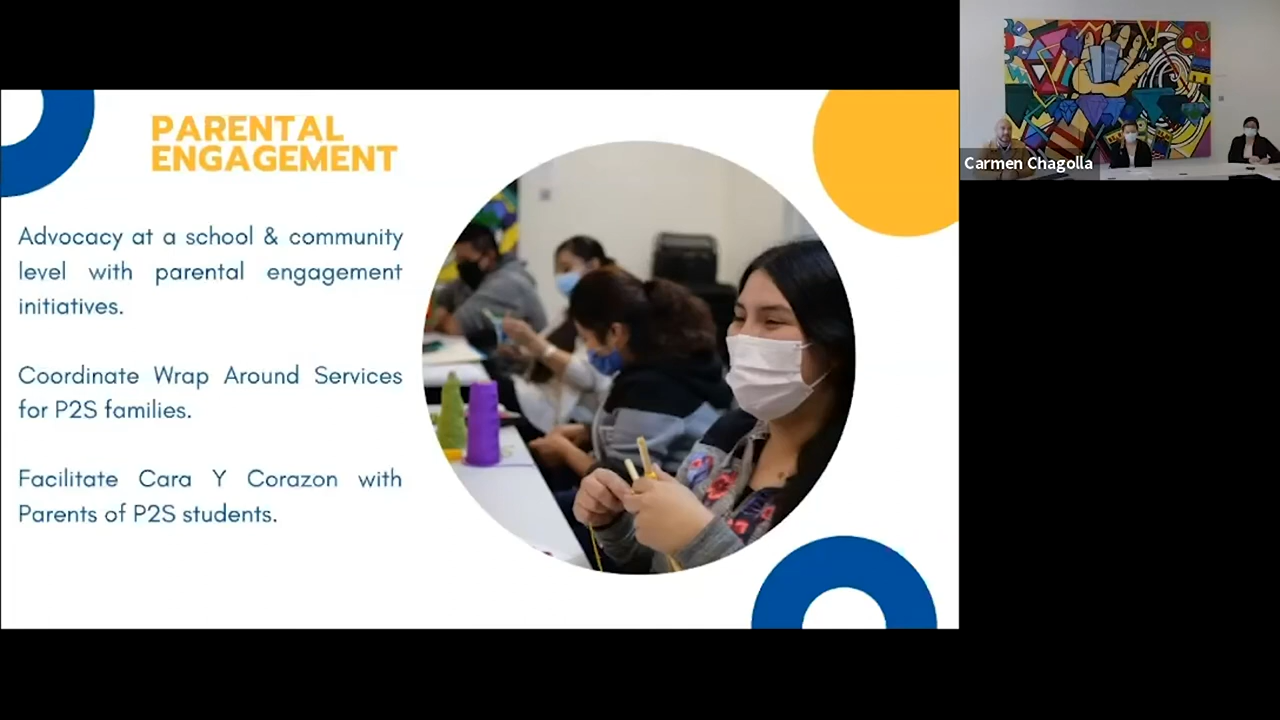 PARENTAL
ENGAGEMENT
Advocacy at a school & community
level with parental engagement
initiatives.
Coordinate Wrap Around Services
for P2S families.
Facilitate Cara Y Corazon with
Parents of P2S students.
Carmen Chagolla